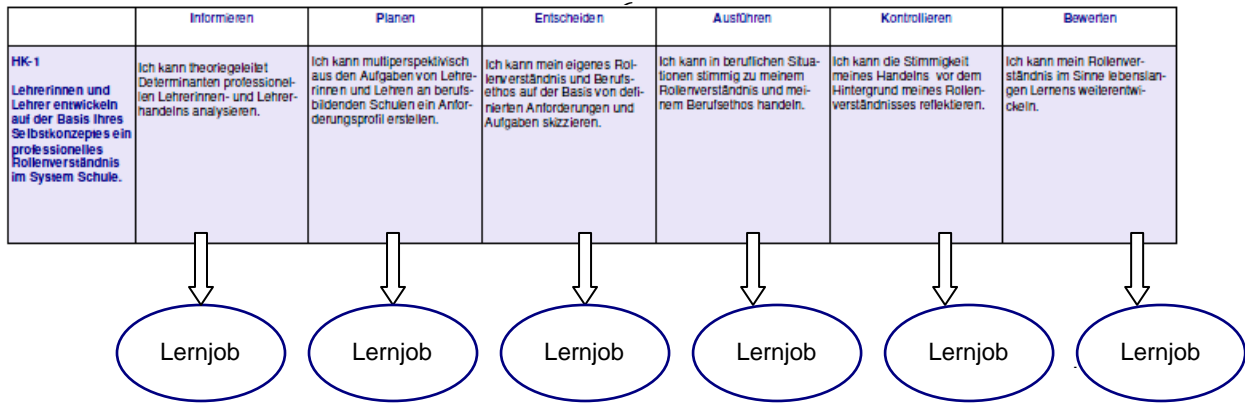 Informieren
Planen
Entscheiden
Ausführen
Kontrollieren
Bewerten
HK-1
Lehrerinnen und
Lehrer entwickeln
auf der Basis ihres
Selbstkonzeptes ein
professionelles
Rollenverständnis
im System Schule.
Ich kann theoriegeleitet
Determinanten professionel-
len Lehrerinnen- und Lehrer-
handelns analysieren.
Ich kann multiperspektivisch
aus den Aufgaben von Lehre-
rinnen und Lehren an berufs-
bildenden Schulen ein Anfor-
derungsprofil erstellen.
Ich kann mein eigenes Rol-
lenverständnis und Berufs-
ethos auf der Basis von defi-
nierten Anforderungen und
Aufgaben skizzieren.
Ich kann in beruflichen Situa-
tionen stimmig zu meinem
Rollenverständnis und mei-
nem Berufsethos handeln.
Ich kann die Stimmigkeit
meines Handelns vor dem
Hintergrund meines Rollen-
verständnisses reflektieren.
Ich kann mein Rollenver-
ständnis im Sinne lebenslan-
gen Lernens weiterentwi-
ckeln.
Lernjob
Lernjob
Lernjob
Lernjob
Lernjob
Lernjob